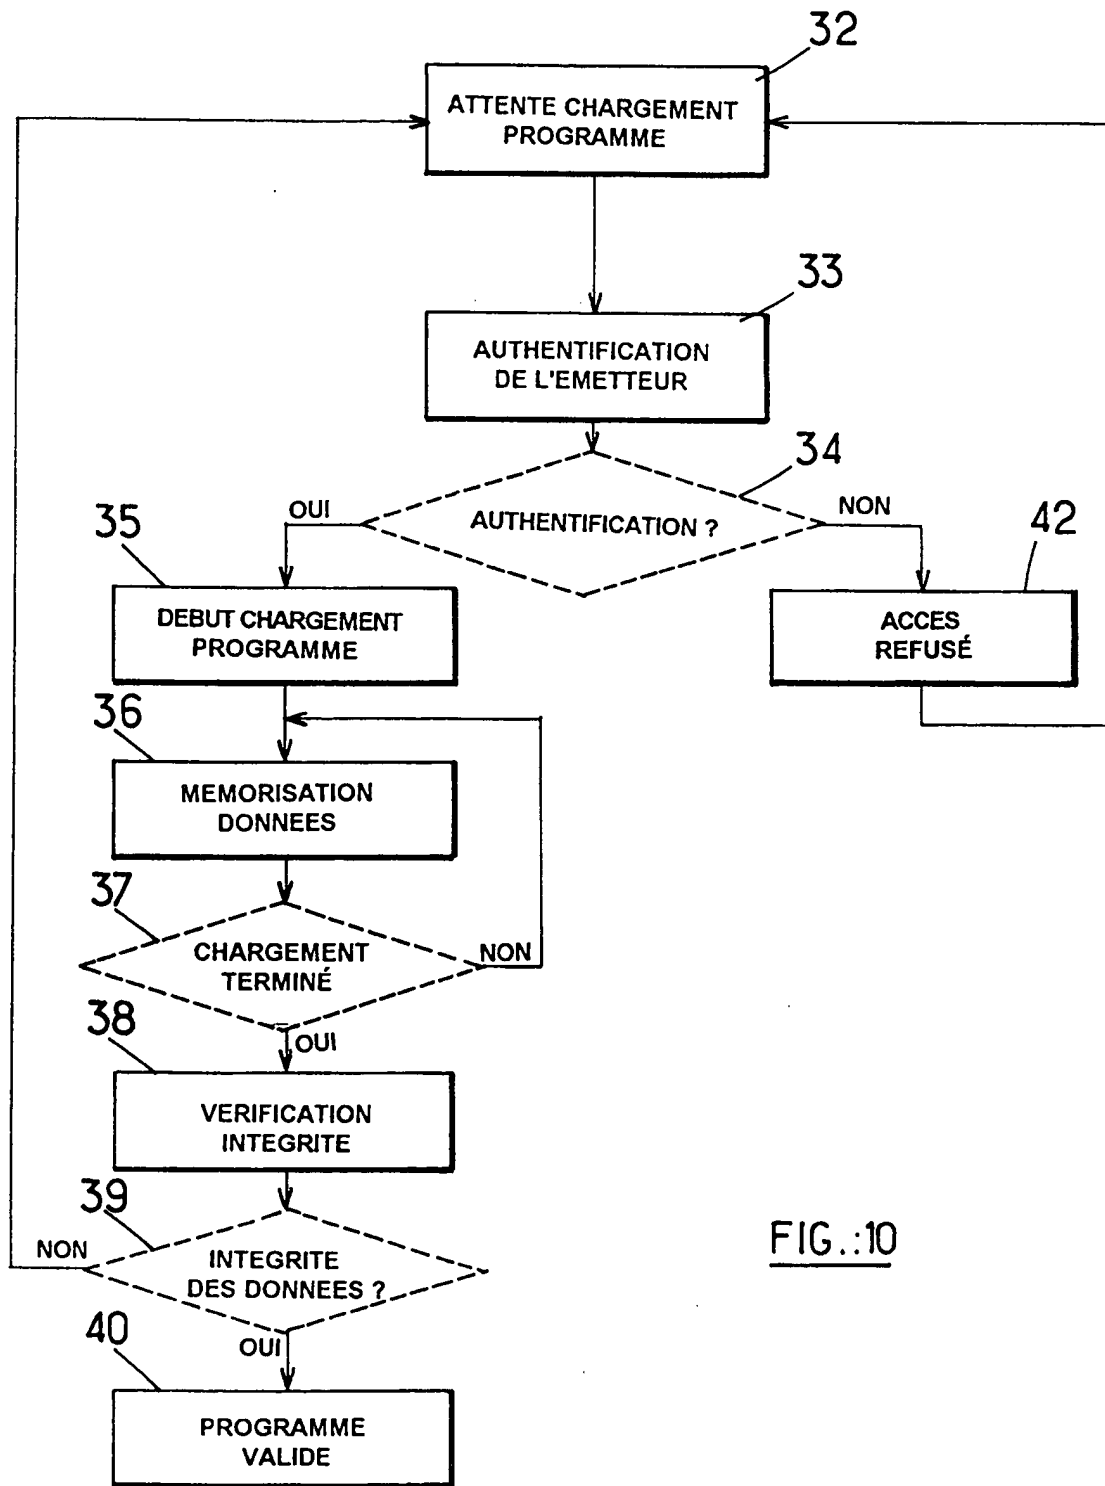 32
ATTENTE CHARGEMENT
PROGRAMME
33
AUTHENTIFICATION
DE L'EMETTEUR
34
AUTHENTIFICATION ?
OUI
NON
35
DEBUT CHARGEMENT
PROGRAMME
42
ACCES
REFUSÉ
36
MEMORISATION
DONNEES
37
CHARGEMENT
TERMINÉ
NON
OUI
38
VERIFICATION
INTEGRITE
39
INTEGRITE
DES DONNEES ?
NON
OUI
40
PROGRAMME
VALIDE
FIG.:10